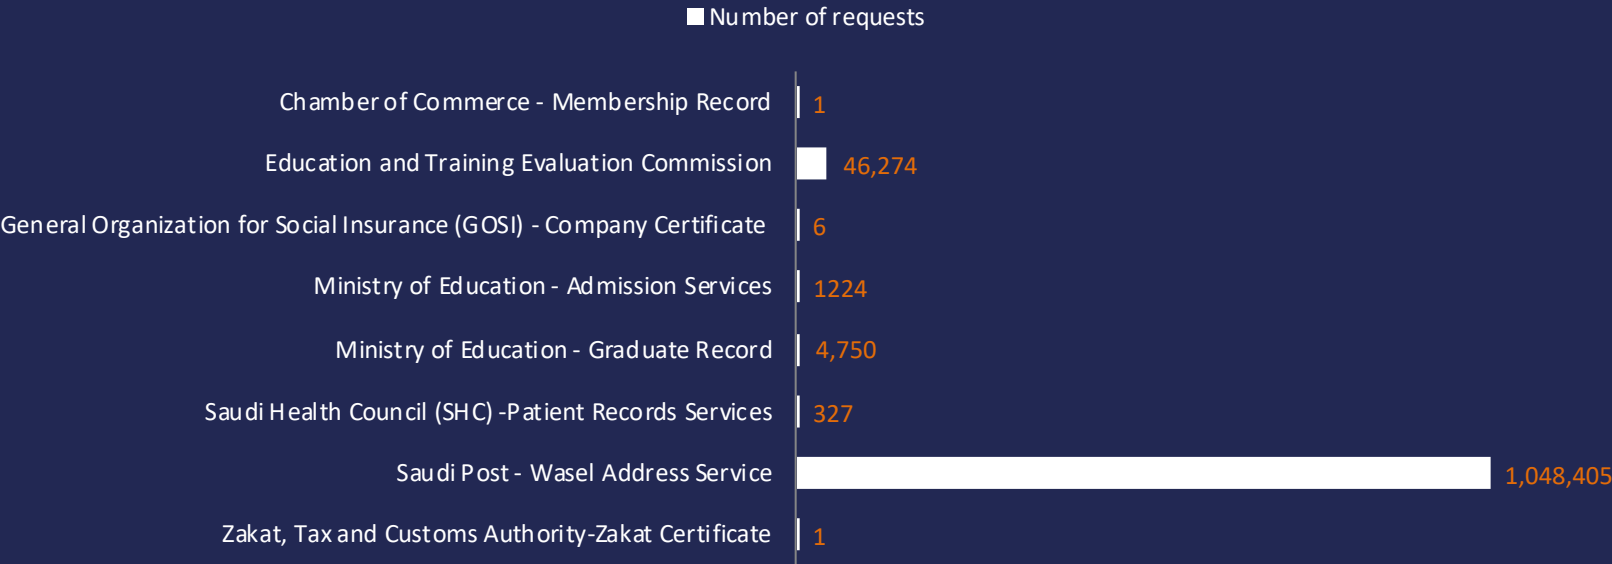 Number of requests
Chamber of Commerce - Membership Record 1
Education and Training Evaluation Commission 46,274
General Organization for Social Insurance (GOSI) - Company Certificate 6
Ministry of Education - Admission Services 1224
Ministry of Education - Graduate Record 4,750
Saudi Health Council (SHC) -Patient Records Services 327
Saudi Post - Wasel Address Service 1,048,405
Zakat, Tax and Customs Authority-Zakat Certificate 1